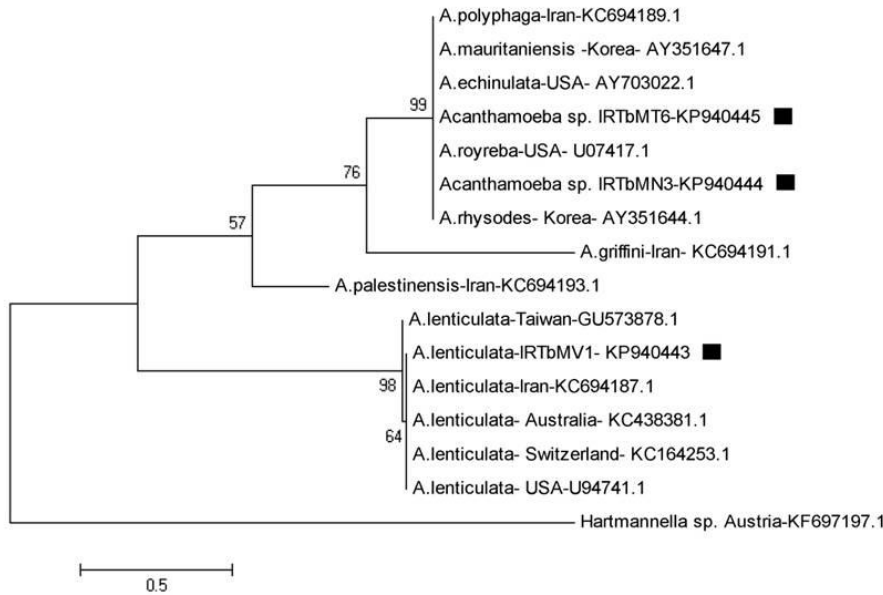 A.polyphaga-Iran-KC694189.1
A.mauritaniensis -Korea- AY351647.1
A.echinulata-USA- AY703022.1
99
Acanthamoeba sp. IRTbMT6-KP940445
A.royreba-USA- U07417.1
76
Acanthamoeba sp. IRTbMN3-KP940444
A.rhysodes- Korea- AY351644.1
57
A.griffini-Iran- KC694191.1
A.palestinensis-Iran-KC694193.1
A.lenticulata-Taiwan-GU573878.1
A.lenticulata-IRTbMV1- KP940443
98
A.lenticulata-Iran-KC694187.1
A.lenticulata- Australia- KC438381.1
64
A.lenticulata- Switzerland- KC164253.1
A.lenticulata- USA-U94741.1
Hartmannella sp. Austria-KF697197.1
0.5